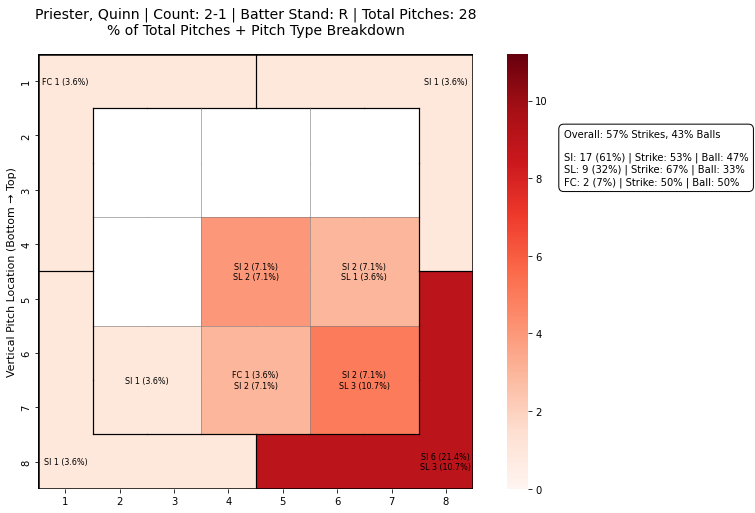 Priester, Quinn | Count: 2-1 | Batter Stand: R | Total Pitches: 28
% of Total Pitches + Pitch Type Breakdown
Vertical Pitch Location (Bottom → Top)
1
2
3
4
5
6
7
8
FC 1 (3.6%)
SI 1 (3.6%)
SI 2 (7.1%)
SL 2 (7.1%)
SI 2 (7.1%)
SL 1 (3.6%)
SI 1 (3.6%)
FC 1 (3.6%)
SI 2 (7.1%)
SI 2 (7.1%)
SL 3 (10.7%)
SI 1 (3.6%)
SI 6 (21.4%)
SL 3 (10.7%)
1
2
3
4
5
6
7
8
10
8
6
4
2
0
Overall: 57% Strikes, 43% Balls
SI: 17 (61%) | Strike: 53% | Ball: 47%
SL: 9 (32%) | Strike: 67% | Ball: 33%
FC: 2 (7%) | Strike: 50% | Ball: 50%